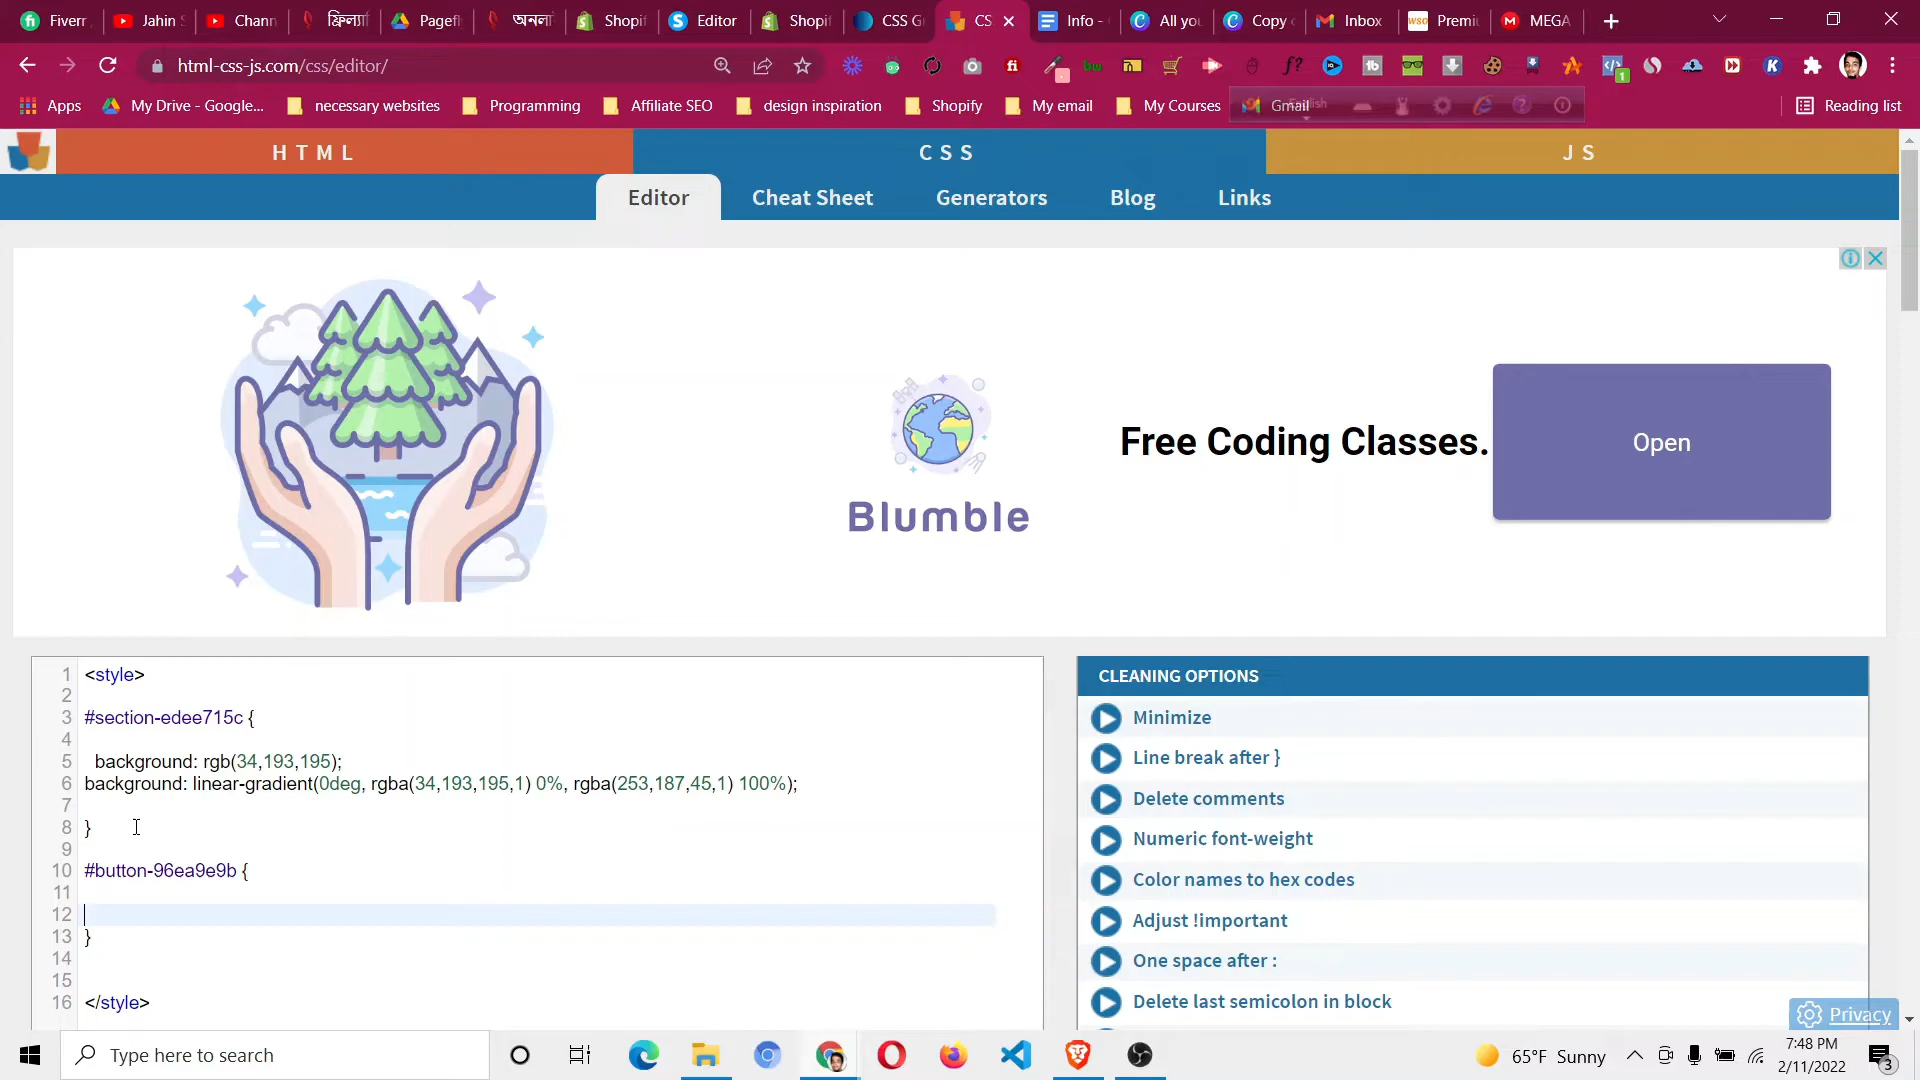 Fiverr
Jahin S
Chann
ফ্রিল্যা
Pagefl
অনলা
Shopif
Editor
Shopif
CSS Gr
CS
Info -
All you
Copy o
Inbox
Premiu
MEGA
html-css-js.com/css/editor/
Apps
My Drive - Google...
necessary websites
Programming
Affiliate SEO
design inspiration
Shopify
My email
My Courses
Gmail
English
Reading list
HTML
CSS
JS
Editor
Cheat Sheet
Generators
Blog
Links
Blumble
Free Coding Classes.
Open
1 <style>
2
3 #section-edee715c {
4
5 background: rgb(34,193,195);
6 background: linear-gradient(0deg, rgba(34,193,195,1) 0%, rgba(253,187,45,1) 100%);
7
8 }
9
10 #button-96ea9e9b {
11
12
13 }
14
15
16 </style>
CLEANING OPTIONS
Minimize
Line break after }
Delete comments
Numeric font-weight
Color names to hex codes
Adjust !important
One space after :
Delete last semicolon in block
Privacy
Type here to search
65°F Sunny
7:48 PM
2/11/2022
3